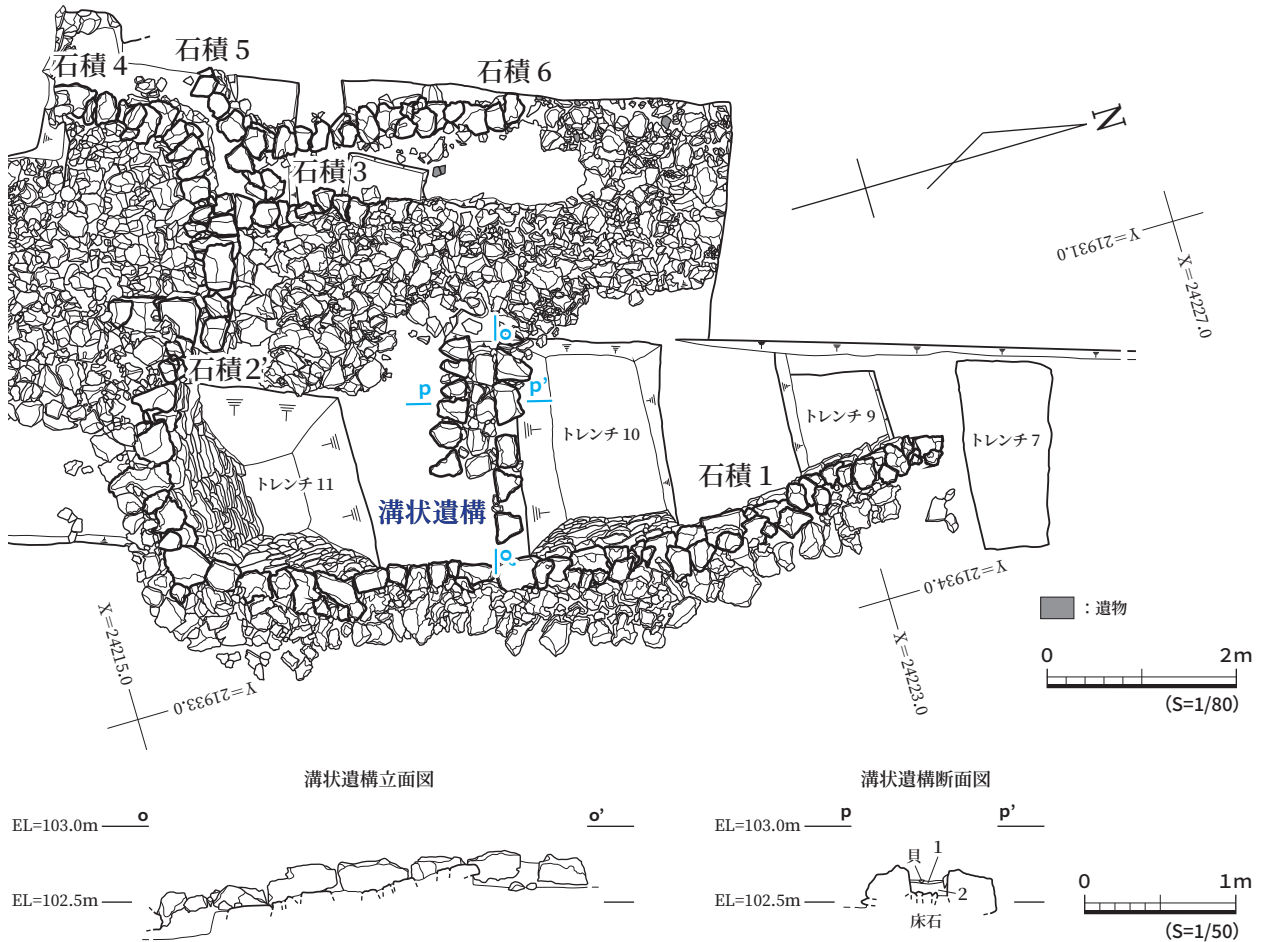 石積 4
石積 5
石積 6
石積 3
N
Y＝21931.0
X＝24227.0
石積 2’
o
p
p’
トレンチ 9
トレンチ 10
トレンチ 7
石積 1
トレンチ 11
溝状遺構
o’
Y＝21934.0
X＝24223.0
：遺物
X＝24215.0
Y＝21933.0
0 2m
（S=1/80）
溝状遺構立面図
EL=103.0m
o
o’
EL=102.5m
溝状遺構断面図
EL=103.0m
p
p’
貝
1
2
EL=102.5m
床石
0 1m
（S=1/50）